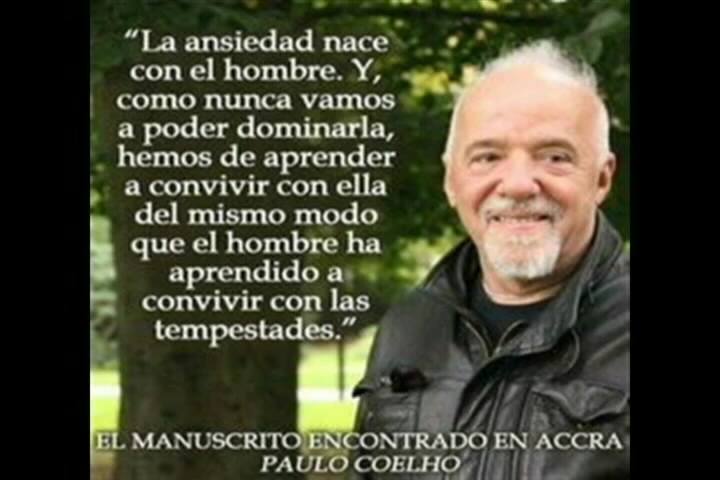 “La ansiedad nace
con el hombre. Y,
como nunca vamos
a poder dominarla,
hemos de aprender
a convivir con ella
del mismo modo
que el hombre ha
aprendido a
convivir con las
tempestades.”
EL MANUSCRITO ENCONTRADO EN ACCRA
PAULO COELHO